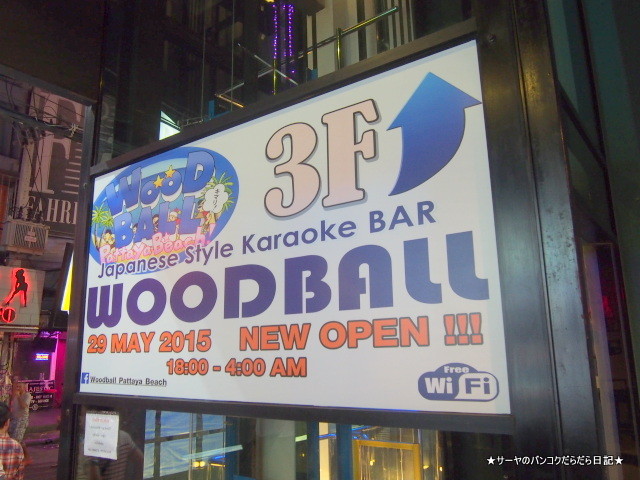 3F
WOOD
BALL
Pattaya Beach
Japanese Style Karaoke BAR
WOODBALL
29 MAY 2015 NEW OPEN !!!
18:00 - 4:00 AM
Woodball Pattaya Beach
Free
Wi Fi
FAHR
★サーヤのバンコクだらだら日記★